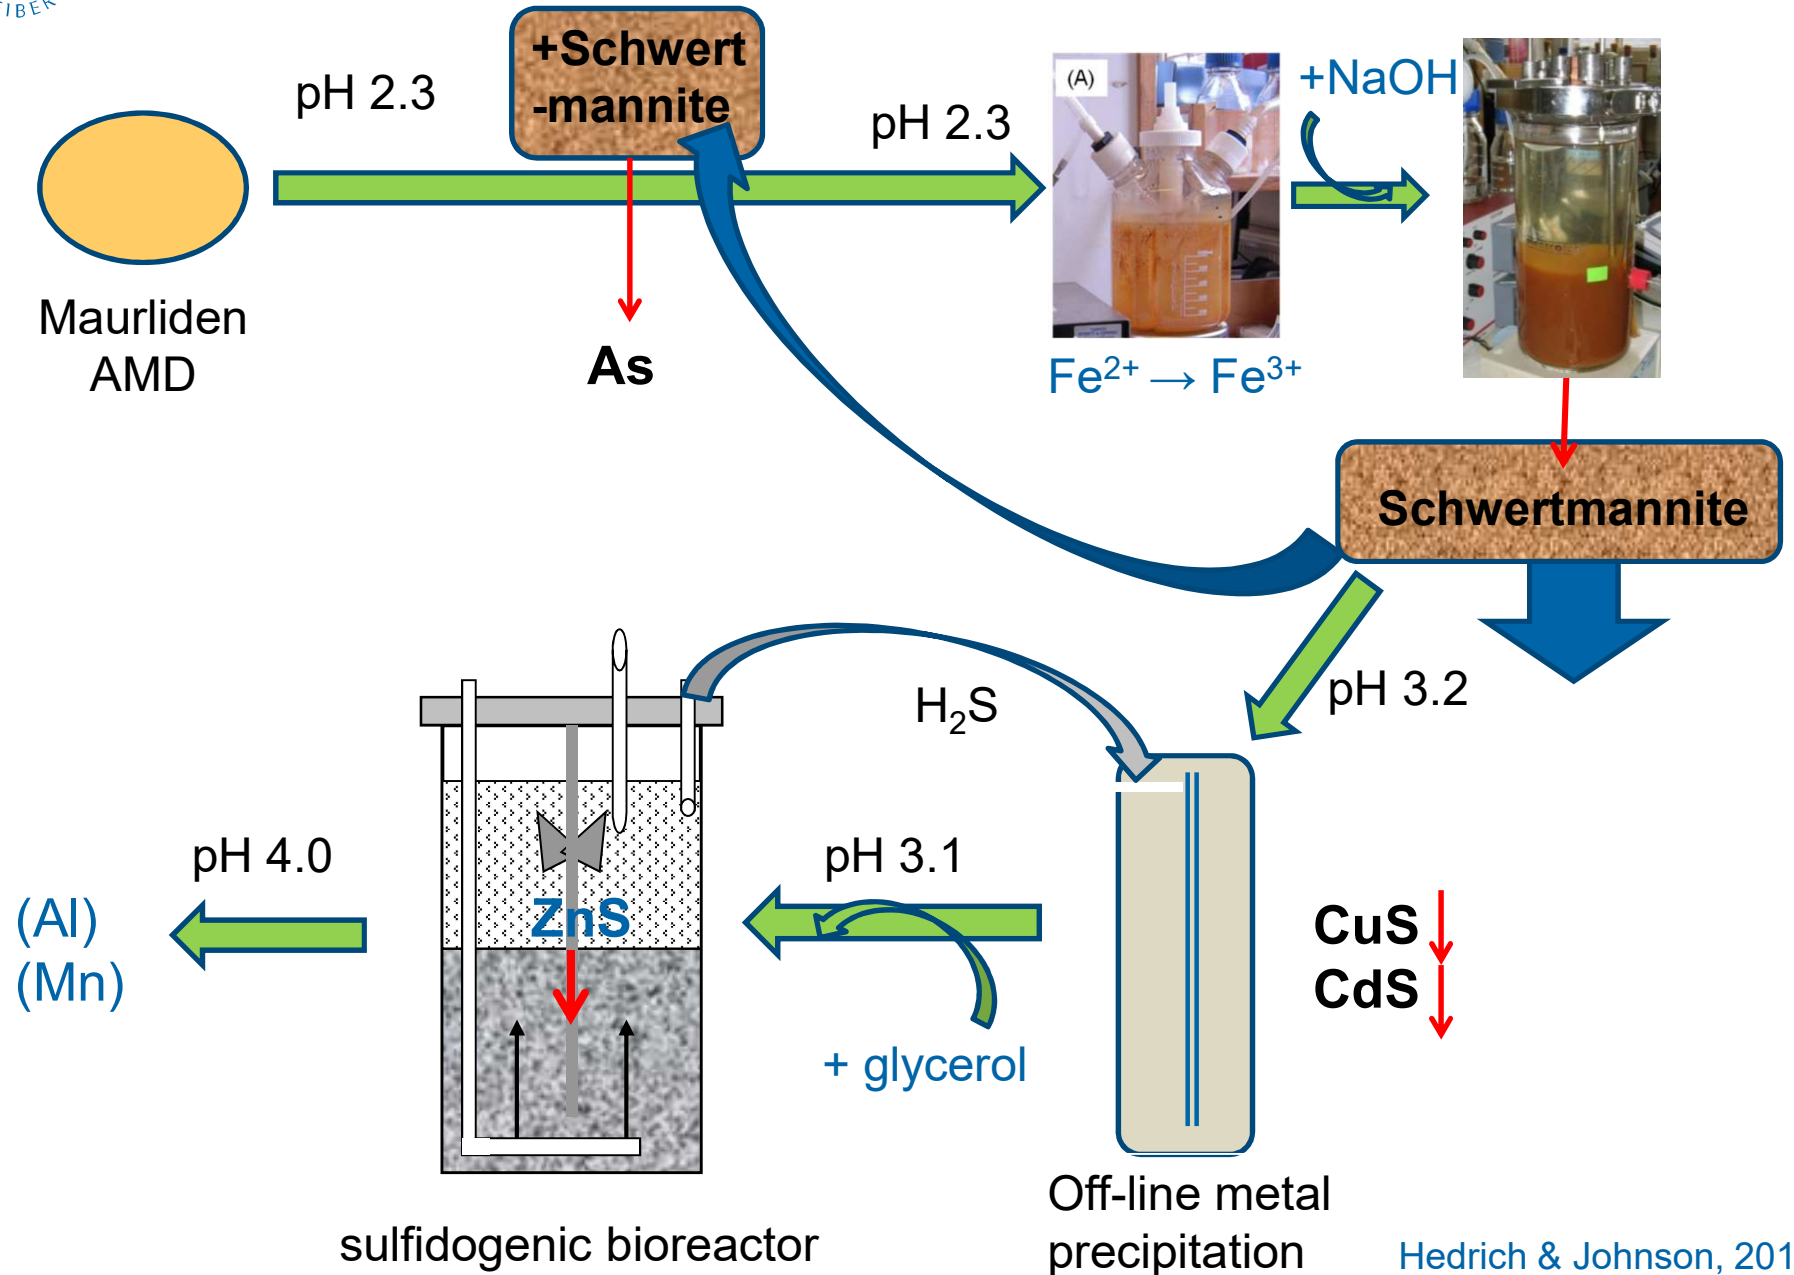 +Schwert
-mannite
pH 2.3
pH 2.3
(A)
+NaOH
Maurliden
AMD
As
Fe²⁺ → Fe³⁺
Schwertmannite
pH 3.2
H₂S
pH 4.0
pH 3.1
(Al)
(Mn)
ZnS
CuS
CdS
+ glycerol
Off-line metal
precipitation
sulfidogenic bioreactor
Hedrich & Johnson, 201